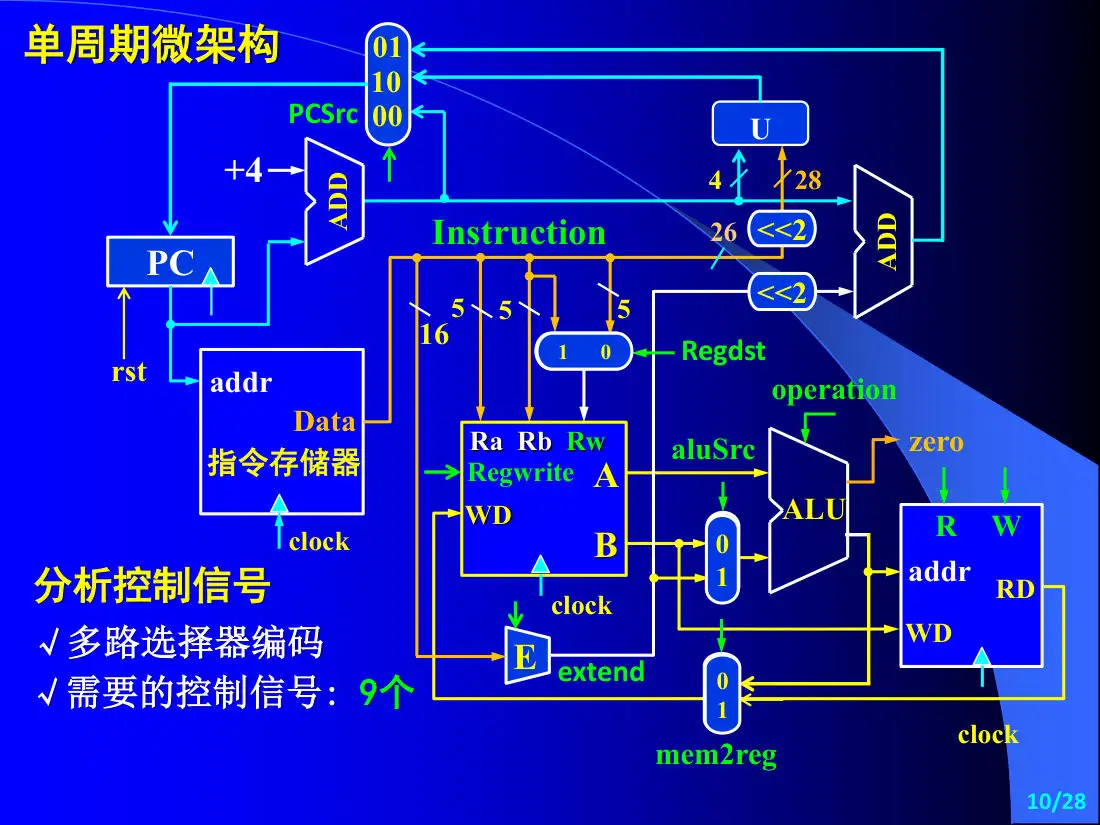 单周期微架构
01
10
00
PCSrc
U
+4
ADD
4
28
Instruction
26
<<2
ADD
PC
<<2
5
5
5
16
rst
1 0
Regdst
addr
operation
Data
Ra Rb Rw
aluSrc
zero
指令存储器
Regwrite
A
WD
ALU
R W
clock
B
0
1
addr
RD
分析控制信号
clock
WD
√多路选择器编码
E
extend
0
1
√需要的控制信号：9个
clock
mem2reg
10/28